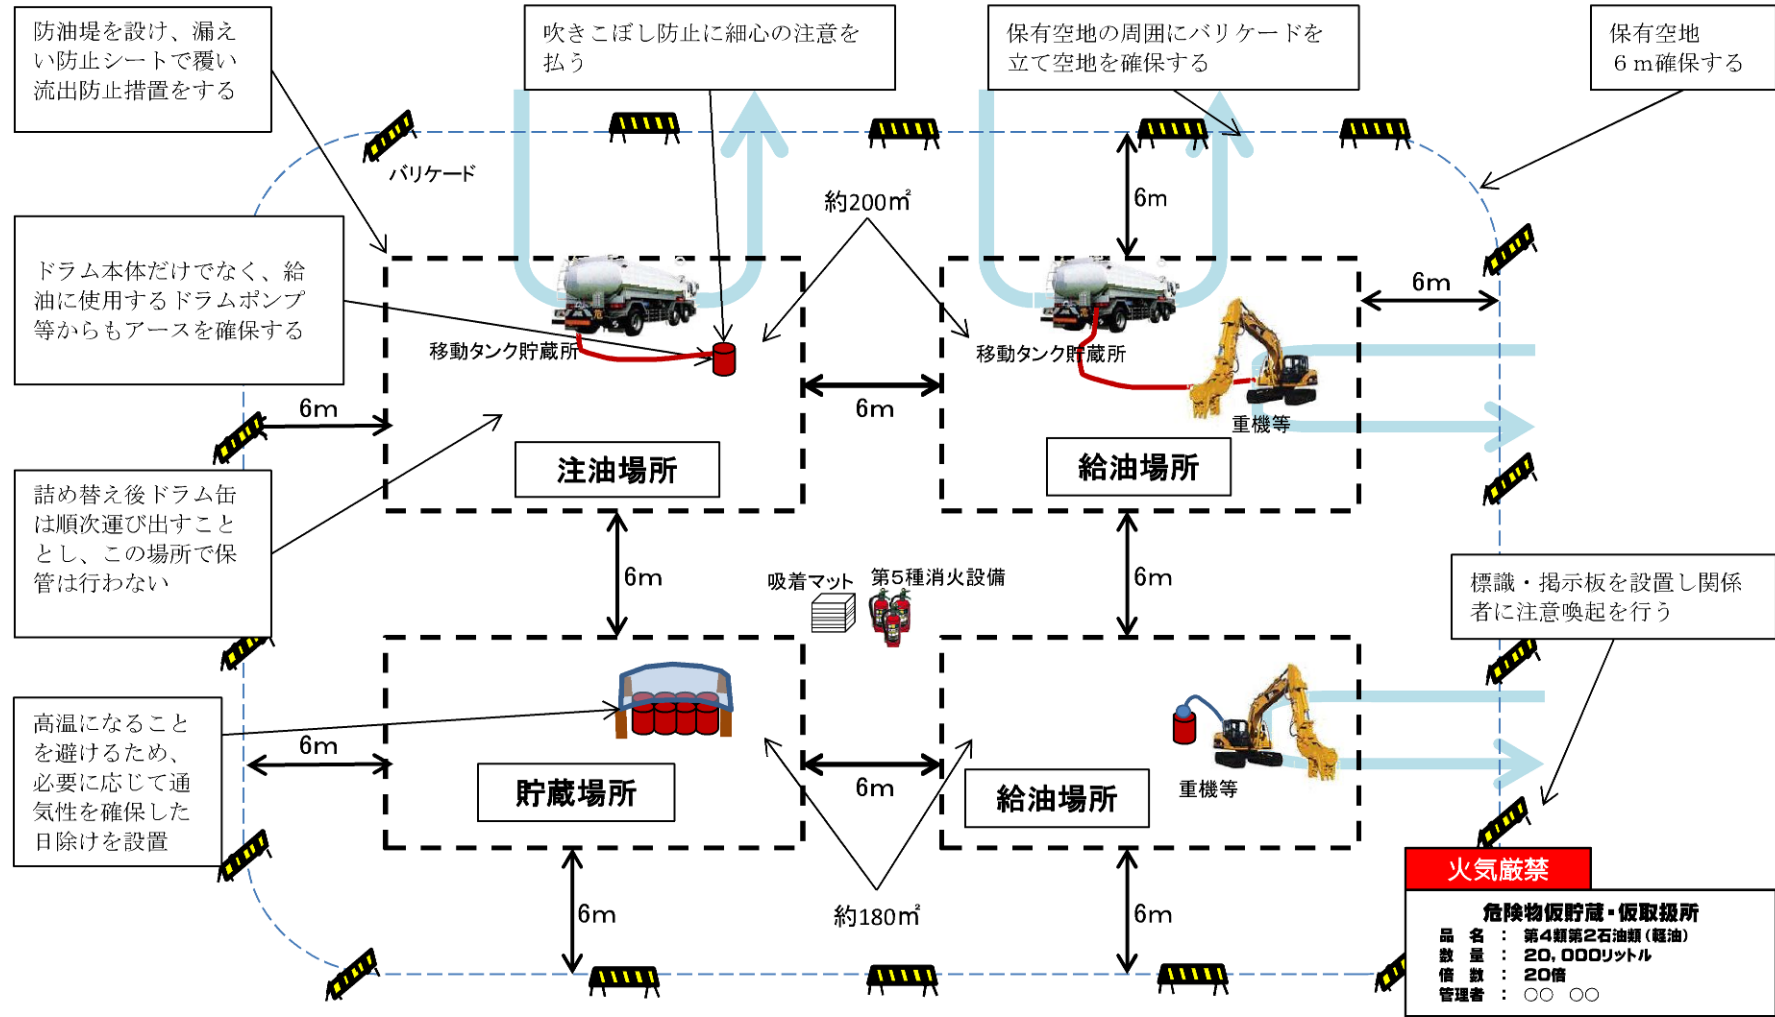 防油堤を設け、漏え
い防止シートで覆い
流出防止措置をする
吹きこぼし防止に細心の注意を
払う
保有空地の周囲にバリケードを
立て空地を確保する
保有空地
６ｍ確保する
バリケード
約200㎡
6m
ドラム本体だけでなく、給
油に使用するドラムポンプ
等からもアースを確保する
移動タンク貯蔵所
移動タンク貯蔵所
6m
6m
6m
重機等
注油場所
給油場所
詰め替え後ドラム缶
は順次運び出すこと
とし、この場所で保
管は行わない
6m
吸着マット
第5種消火設備
6m
標識・掲示板を設置し関係
者に注意喚起を行う
高温になること
を避けるため、
必要に応じて通
気性を確保した
日除けを設置
6m
6m
重機等
貯蔵場所
給油場所
6m
約180㎡
6m
火気厳禁
危険物仮貯蔵・仮取扱所
品 名 ： 第4類第2石油類（軽油）
数 量 ： 20,000リットル
倍 数 ： 20倍
管理者 ： ○○ ○○